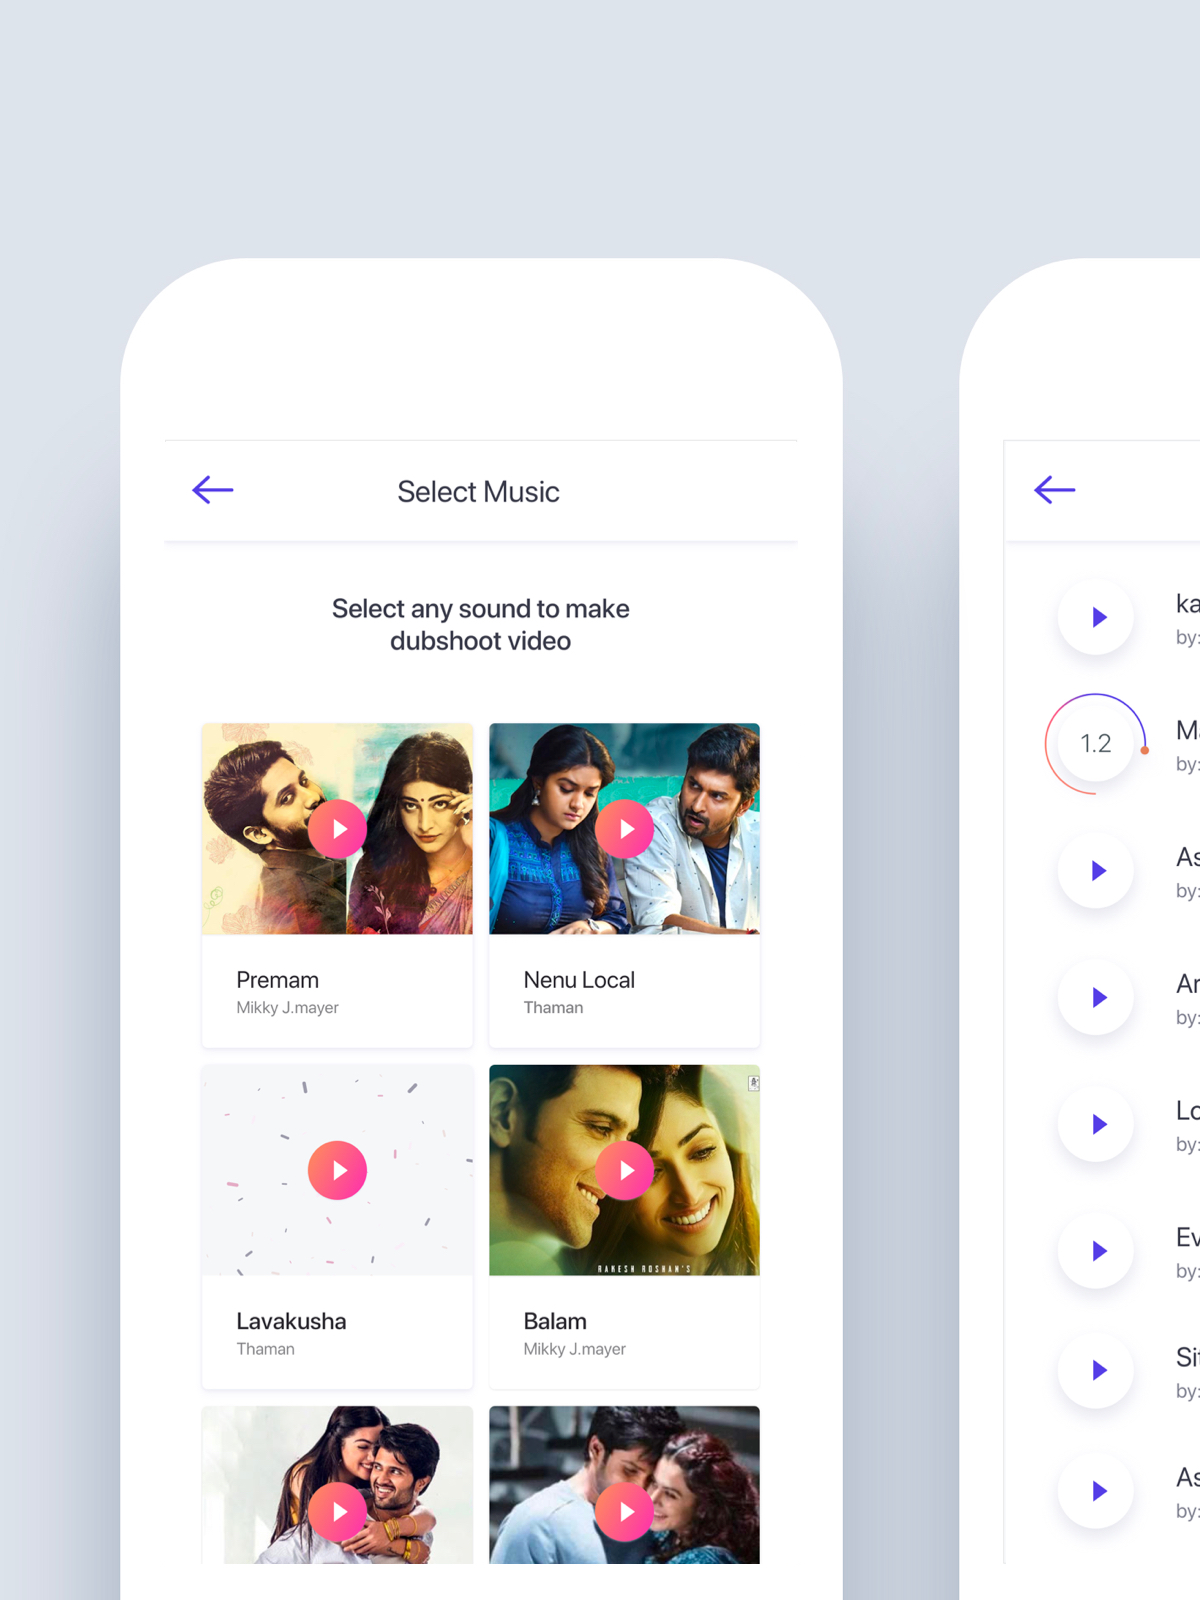 Select Music
Select any sound to make
dubshoot video
Premam
Mikky J.mayer
Nenu Local
Thaman
Lavakusha
Thaman
RAKESH ROSHAN'S
Balam
Mikky J.mayer
ka
by:
1.2
Ma
by:
As
by:
Ar
by:
Lo
by:
Ev
by:
Sit
by:
As
by: